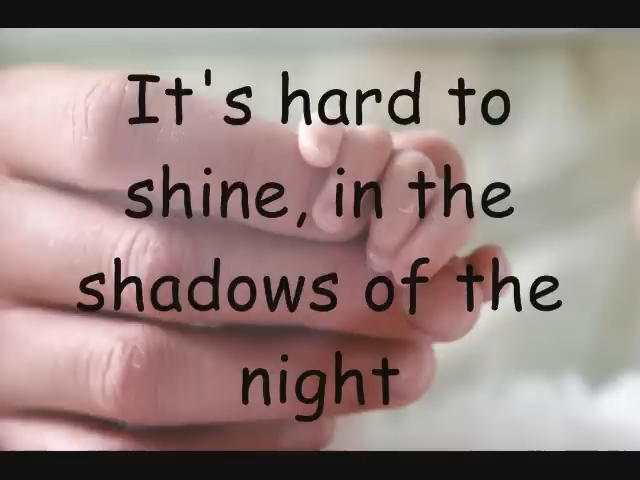 It's hard to
shine, in the
shadows of the
night